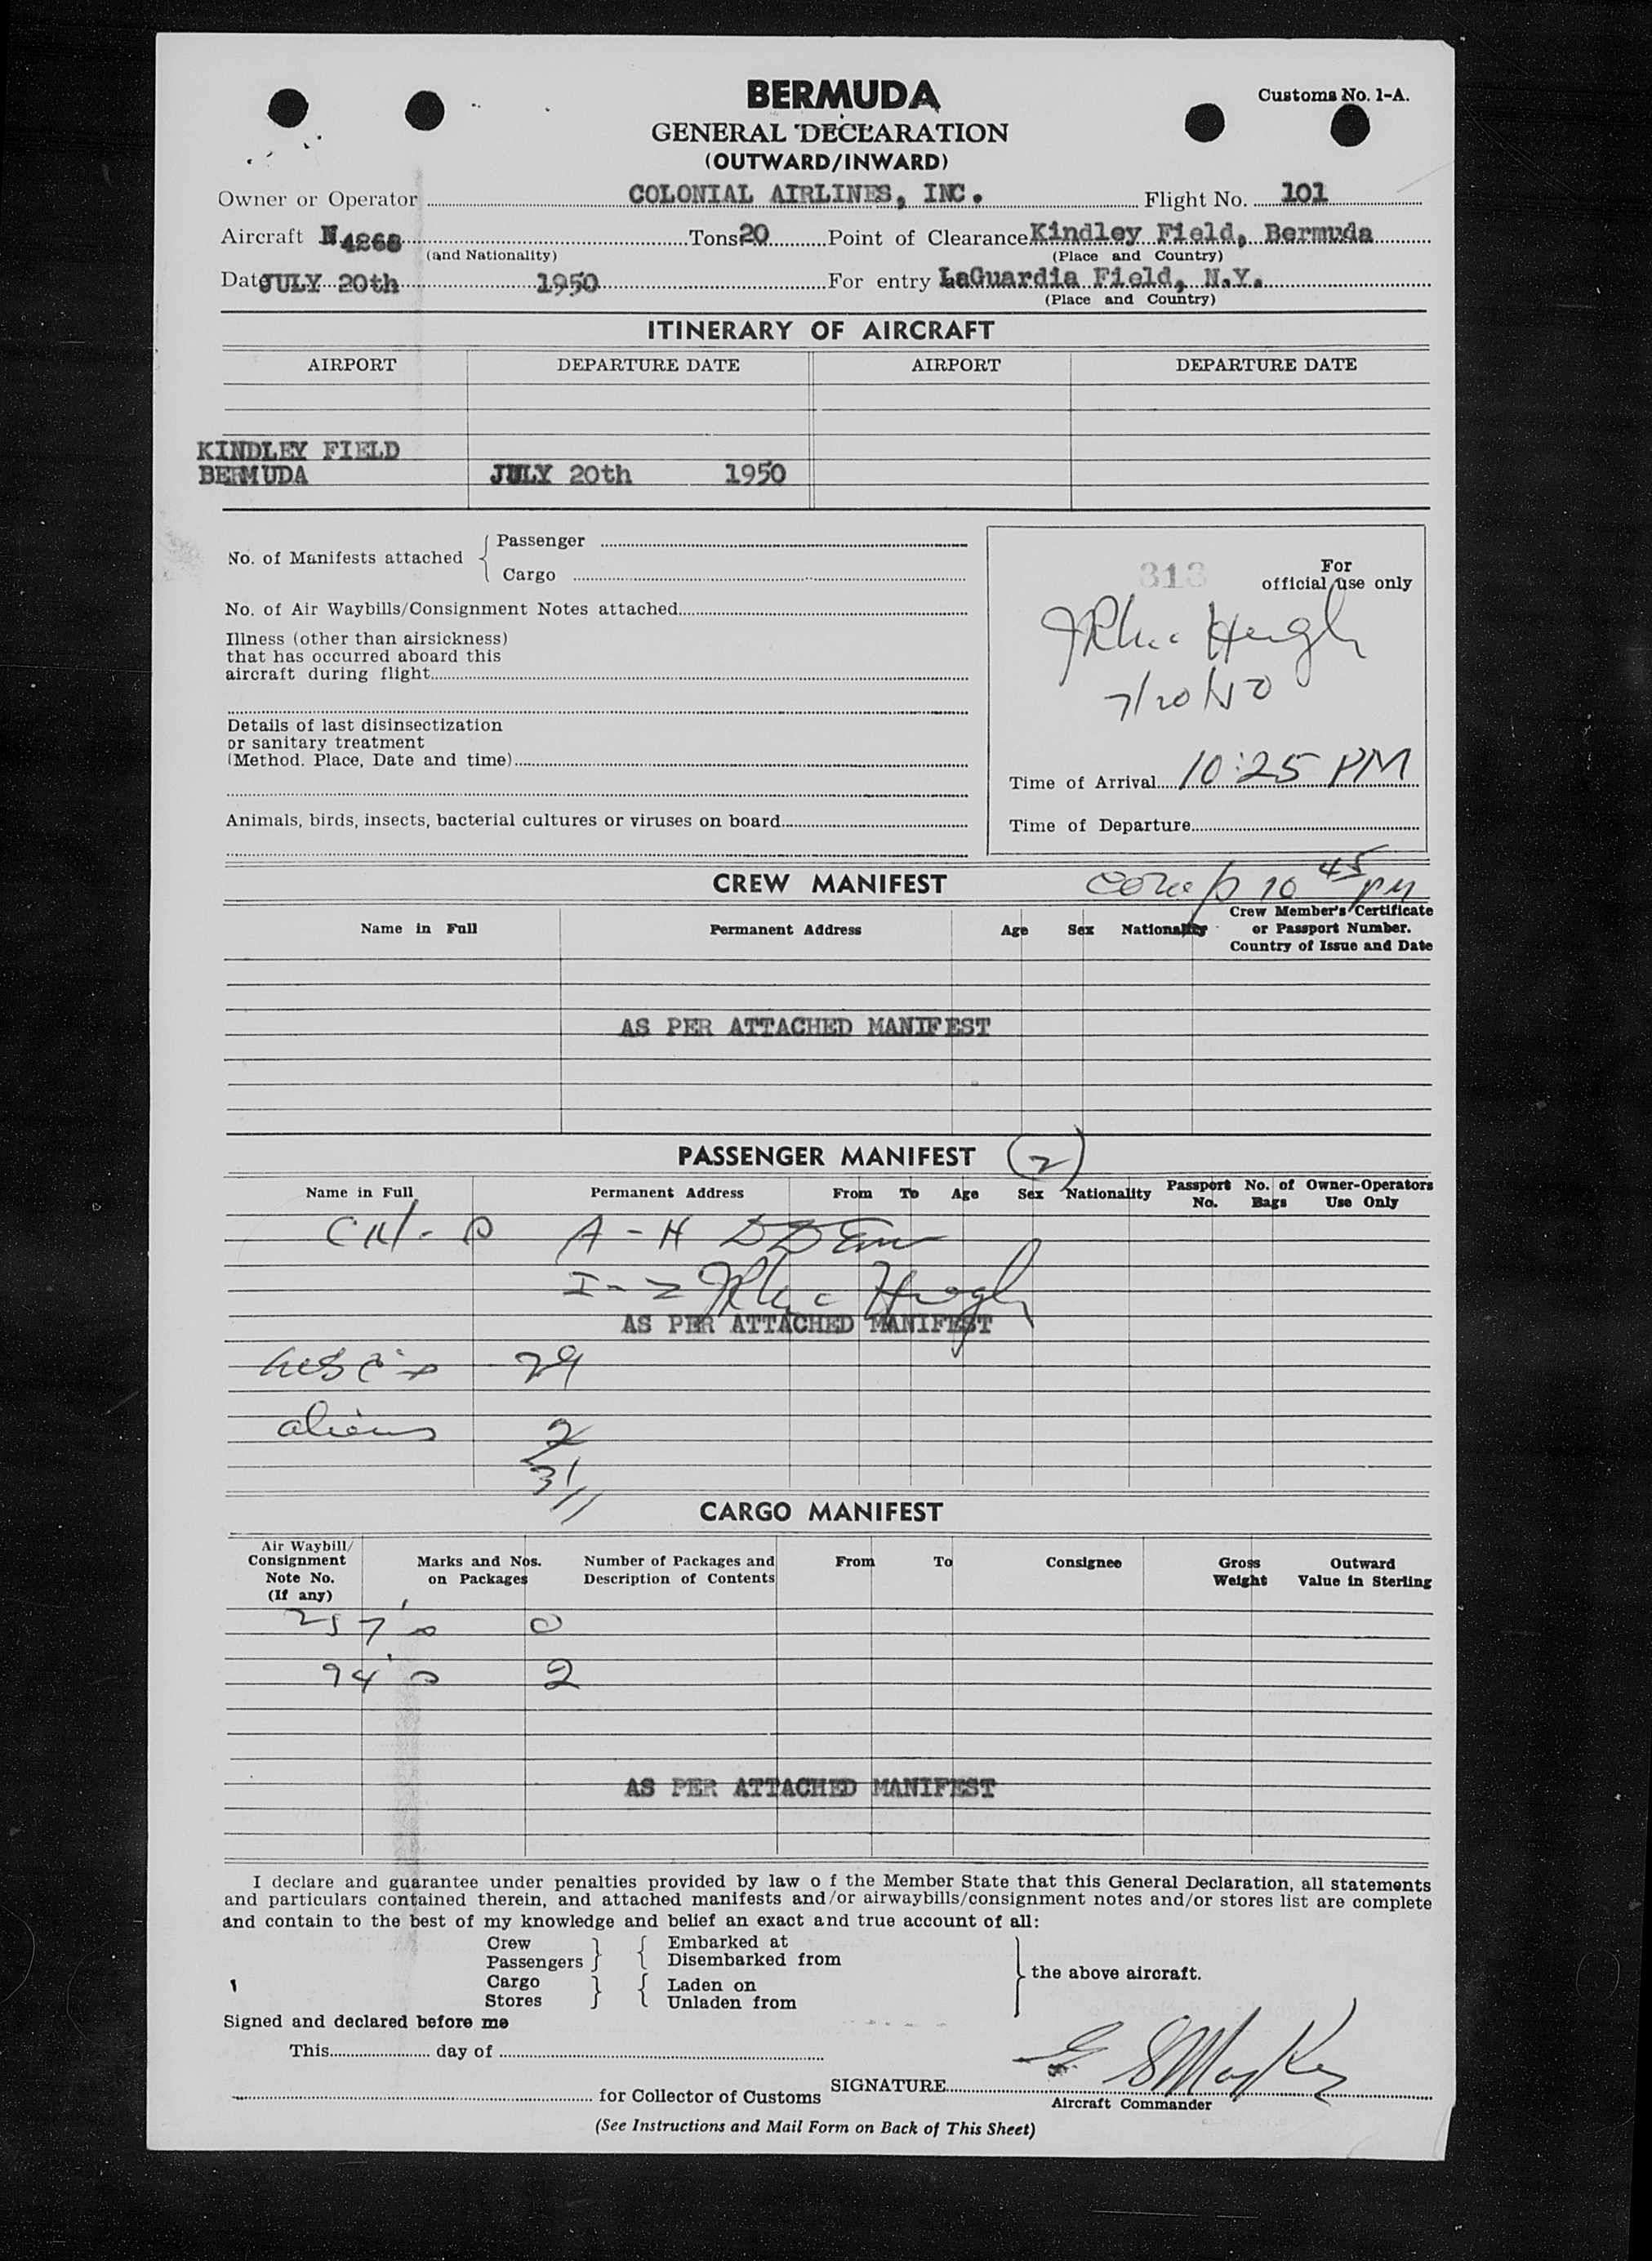 BERMUDA
Customs No. 1-A.
GENERAL DECLARATION
(OUTWARD/INWARD)
Owner or Operator COLONIAL AIRLINES, INC. Flight No. 101
Aircraft N4268 Tons 20 Point of Clearance Kindley Field, Bermuda
(and Nationality) (Place and Country)
Date JULY 20th 1950 For entry LaGuardia Field, N.Y.
(Place and Country)
ITINERARY OF AIRCRAFT
AIRPORT DEPARTURE DATE AIRPORT DEPARTURE DATE
KINDLEY FIELD
BERMUDA JULY 20th 1950
No. of Manifests attached { Passenger
Cargo
No. of Air Waybills/Consignment Notes attached
Illness (other than airsickness)
that has occurred aboard this
aircraft during flight
Details of last disinsectization
or sanitary treatment
(Method. Place, Date and time)
Animals, birds, insects, bacterial cultures or viruses on board
313
For
official use only
7/20/50
Time of Arrival 10:25 PM
Time of Departure
CREW MANIFEST
Comp 10 45 PM
Name in Full Permanent Address Age Sex Nationality Crew Member's Certificate
or Passport Number.
Country of Issue and Date
AS PER ATTACHED MANIFEST
PASSENGER MANIFEST (2)
Name in Full Permanent Address From To Age Sex Nationality Passport No. No. of Bags Owner-Operators Use Only
A - H
I - Z
AS PER ATTACHED MANIFEST
29
aliens 2
31
CARGO MANIFEST
Air Waybill/
Consignment
Note No.
(If any)
Marks and Nos.
on Packages
Number of Packages and
Description of Contents
From To Consignee Gross
Weight
Outward
Value in Sterling
257's 0
94's 2
AS PER ATTACHED MANIFEST
I declare and guarantee under penalties provided by law o f the Member State that this General Declaration, all statements
and particulars contained therein, and attached manifests and/or airwaybills/consignment notes and/or stores list are complete
and contain to the best of my knowledge and belief an exact and true account of all:
Crew } { Embarked at
Passengers } { Disembarked from
Cargo } { Laden on
Stores } { Unladen from
} the above aircraft.
Signed and declared before me
This day of
for Collector of Customs SIGNATURE
Aircraft Commander
(See Instructions and Mail Form on Back of This Sheet)